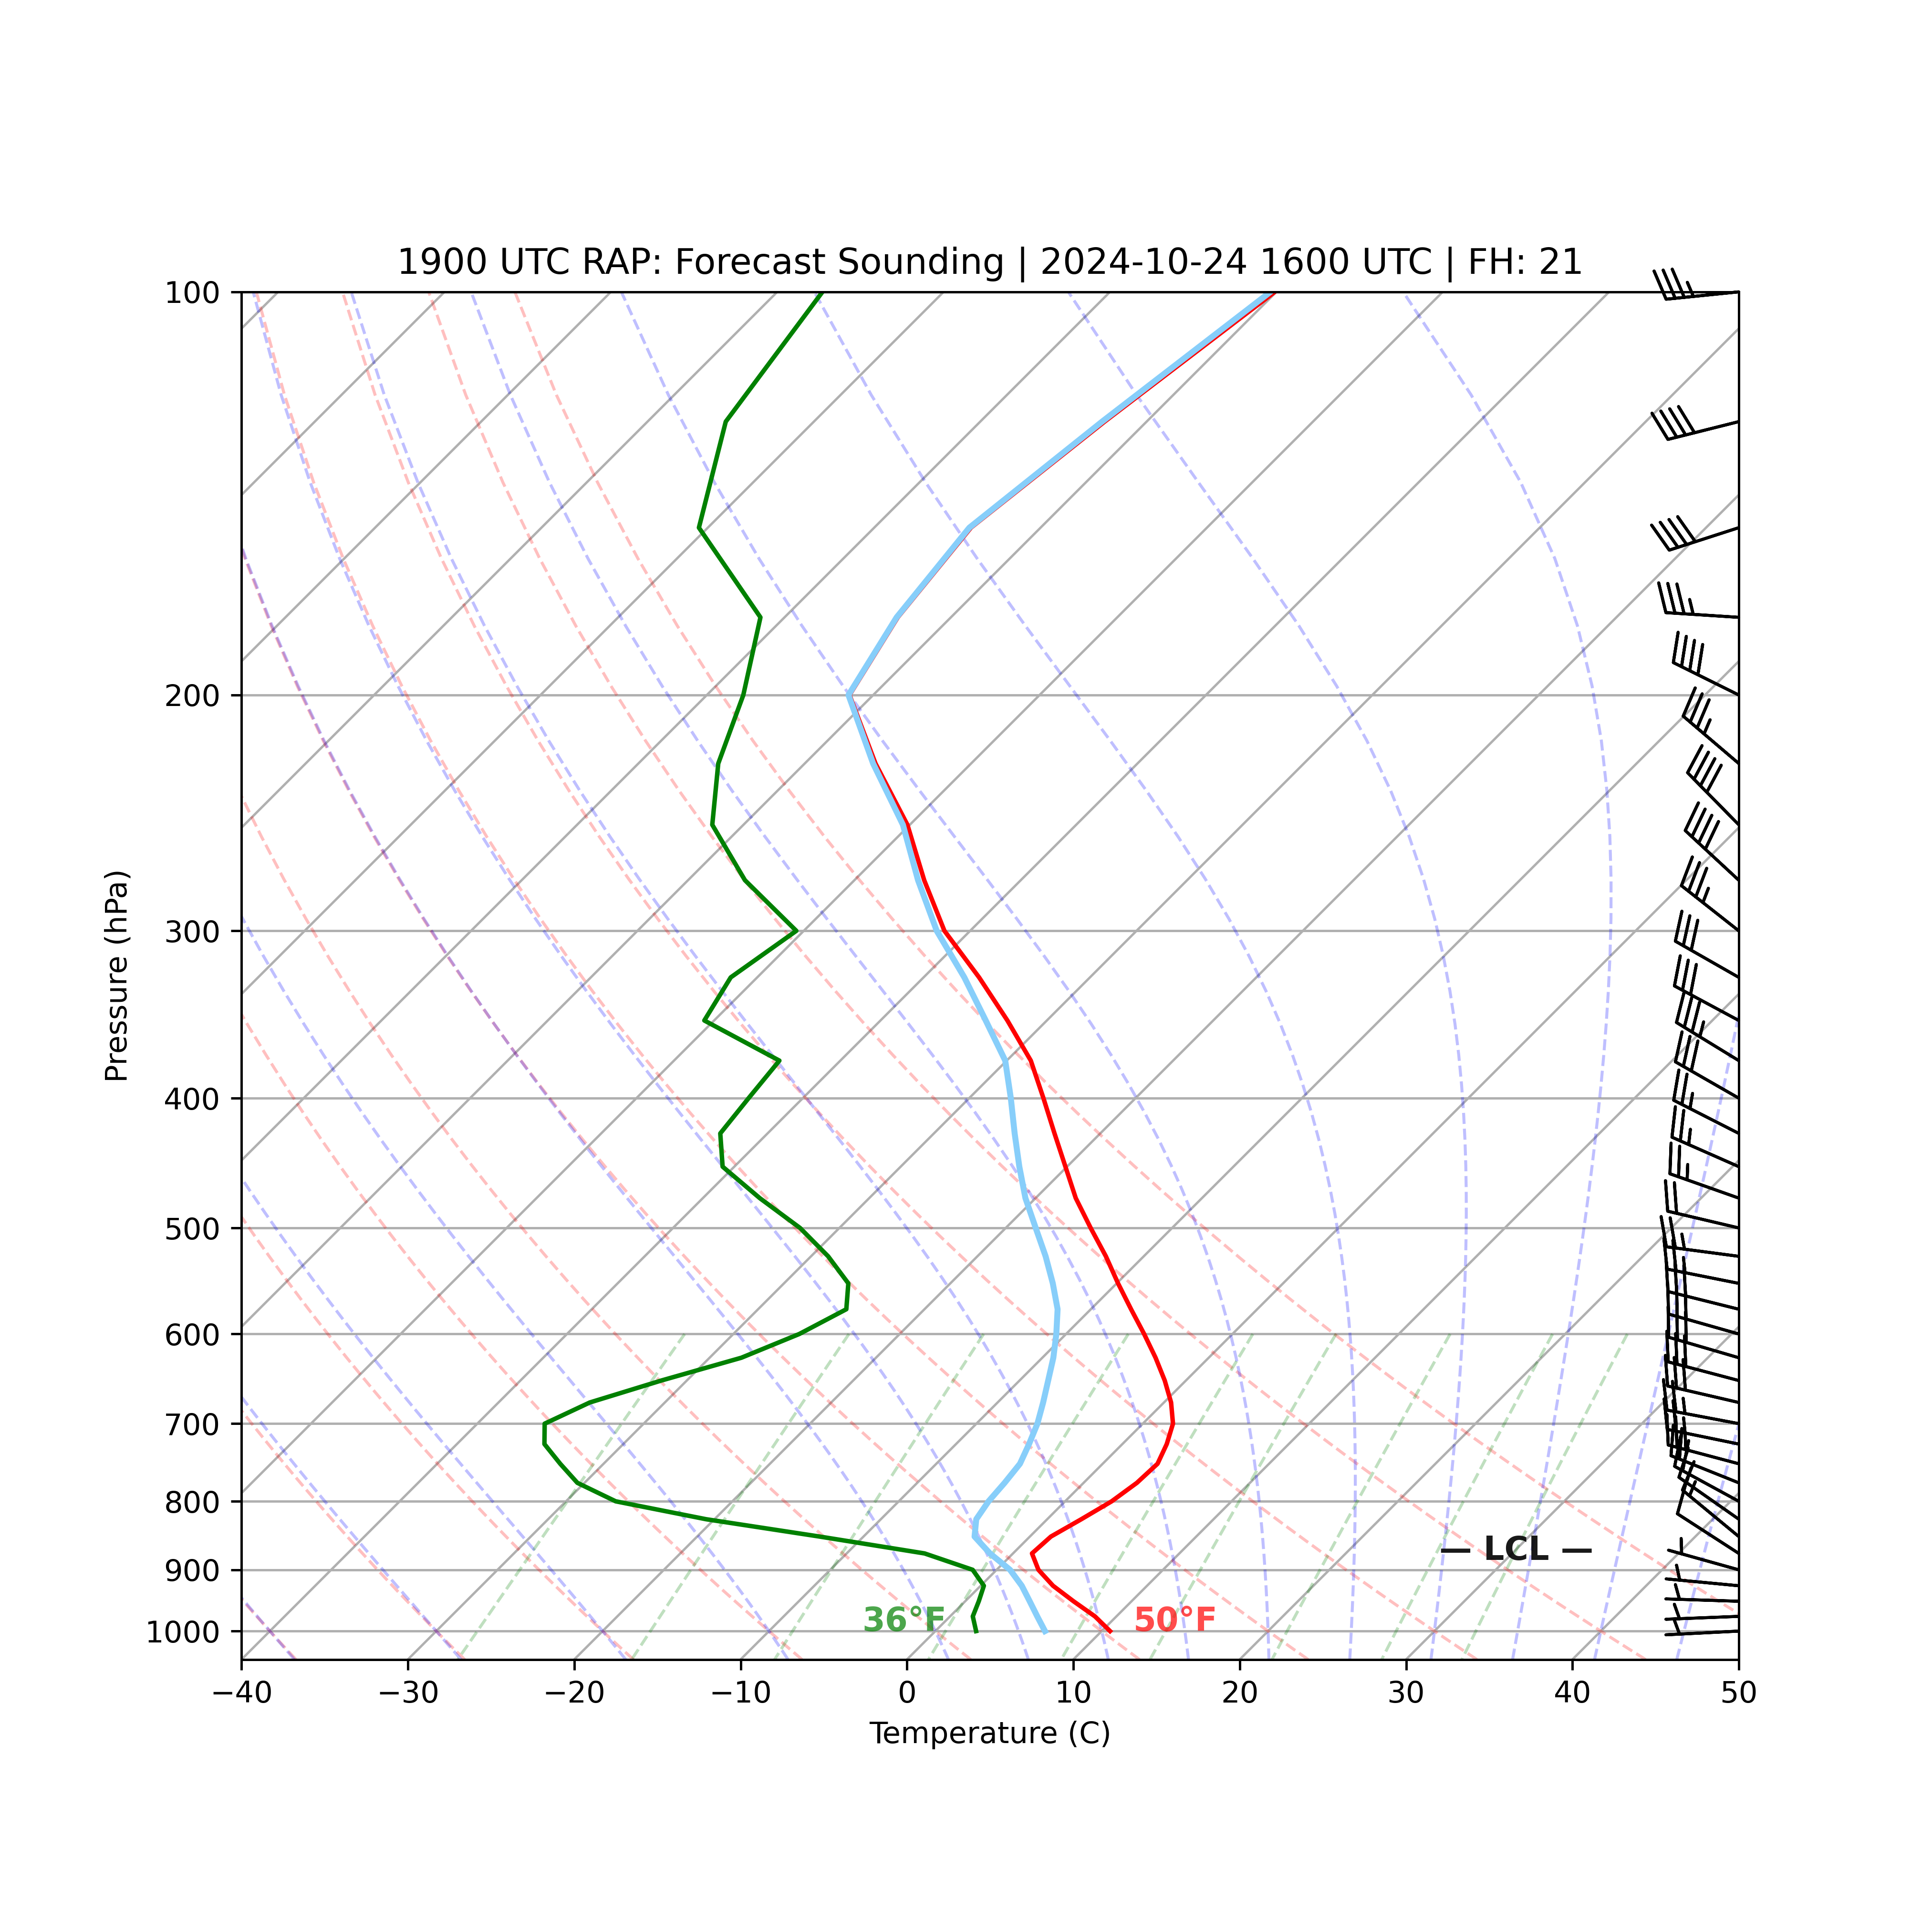 1900 UTC RAP: Forecast Sounding | 2024-10-24 1600 UTC | FH: 21
100
200
300
400
500
600
700
800
900
1000
Pressure (hPa)
— LCL —
36°F
50°F
−40 −30 −20 −10 0 10 20 30 40 50
Temperature (C)